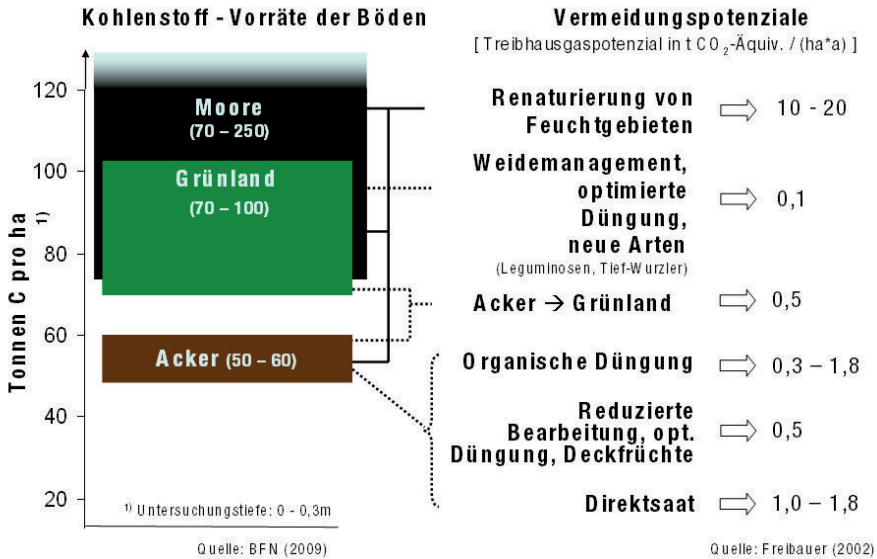 Kohlenstoff - Vorräte der Böden
Tonnen C pro ha 1)
120
100
80
60
40
20
Moore
(70 – 250)
Grünland
(70 – 100)
Acker (50 – 60)
1) Untersuchungstiefe: 0 - 0,3m
Quelle: BFN (2009)
Vermeidungspotenziale
[ Treibhausgaspotenzial in t CO2-Äquiv. / (ha*a) ]
Renaturierung von
Feuchtgebieten
10 - 20
Weidemanagement,
optimierte
Düngung,
neue Arten
(Leguminosen, Tief-Wurzler)
0,1
Acker → Grünland
0,5
Organische Düngung
0,3 – 1,8
Reduzierte
Bearbeitung, opt.
Düngung, Deckfrüchte
0,5
Direktsaat
1,0 – 1,8
Quelle: Freibauer (2002)